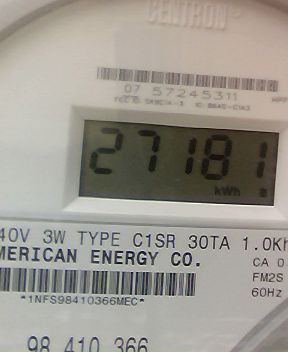 CENTRON®
07 57245311
27181
kWh
40V 3W TYPE C1SR 30TA 1.0Kh
MERICAN ENERGY CO.
CA 0
FM2S
60Hz
*1NFS98410366MEC*
98 410 366